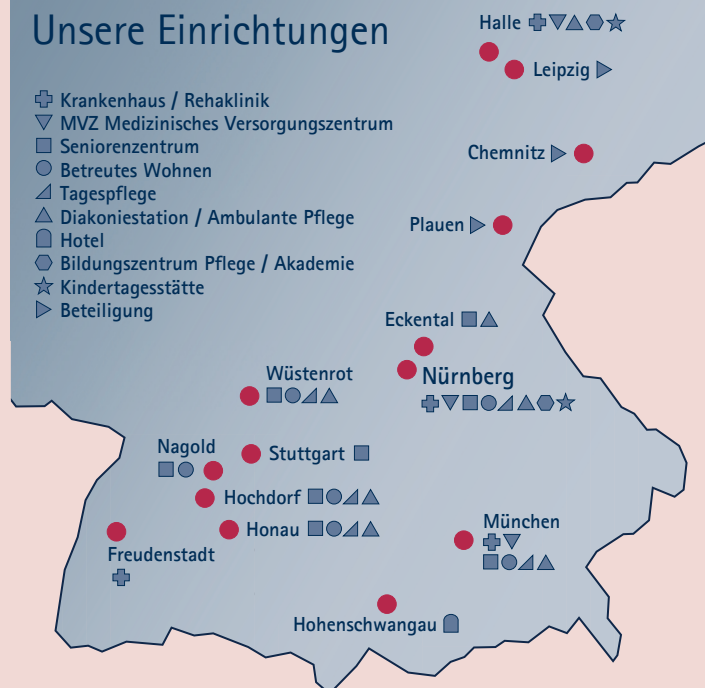 Unsere Einrichtungen
Krankenhaus / Rehaklinik
MVZ Medizinisches Versorgungszentrum
Seniorenzentrum
Betreutes Wohnen
Tagespflege
Diakoniestation / Ambulante Pflege
Hotel
Bildungszentrum Pflege / Akademie
Kindertagesstätte
Beteiligung
Halle
Leipzig
Chemnitz
Plauen
Eckental
Nürnberg
Wüstenrot
Stuttgart
Nagold
Hochdorf
Honau
Freudenstadt
München
Hohenschwangau